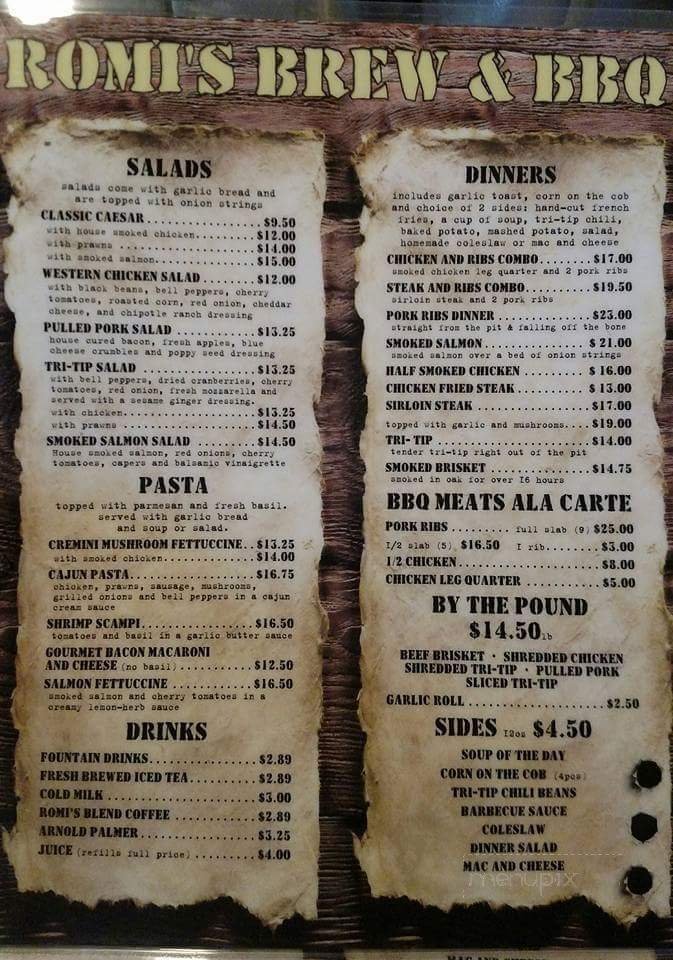 ROMI'S BREW & BBQ
SALADS
salads come with garlic bread and
are topped with onion strings
CLASSIC CAESAR.............. $9.50
with house smoked chicken........ $12.00
with prawns .................. $14.00
with smoked salmon.............. $15.00
WESTERN CHICKEN SALAD ....... $12.00
with black beans, bell peppers, cherry
tomatoes, roasted corn, red onion, cheddar
cheese, and chipotle ranch dressing
PULLED PORK SALAD ........... $13.25
house cured bacon, fresh apples, blue
cheese crumbles and poppy seed dressing
TRI-TIP SALAD ............... $13.25
with bell peppers, dried cranberries, cherry
tomatoes, red onion, fresh mozzarella and
served with a sesame ginger dressing.
with chicken.................. $13.25
with prawns .................. $14.50
SMOKED SALMON SALAD ........ $14.50
House smoked salmon, red onions, cherry
tomatoes, capers and balsamic vinaigrette
PASTA
topped with parmesan and fresh basil.
served with garlic bread
and soup or salad.
CREMINI MUSHROOM FETTUCCINE.. $13.25
with smoked chicken............. $14.00
CAJUN PASTA................. $16.75
chicken, prawns, sausage, mushrooms,
grilled onions and bell peppers in a cajun
cream sauce
SHRIMP SCAMPI............... $16.50
tomatoes and basil in a garlic butter sauce
GOURMET BACON MACARONI
AND CHEESE (no basil)........... $12.50
SALMON FETTUCCINE ........... $16.50
smoked salmon and cherry tomatoes in a
creamy lemon-herb sauce
DRINKS
FOUNTAIN DRINKS.............. $2.89
FRESH BREWED ICED TEA......... $2.89
COLD MILK .................. $3.00
ROMI'S BLEND COFFEE .......... $2.89
ARNOLD PALMER............... $3.25
JUICE (refills full price) ......... $4.00
DINNERS
includes garlic toast, corn on the cob
and choice of 2 sides: hand-cut french
fries, a cup of soup, tri-tip chili,
baked potato, mashed potato, salad,
homemade coleslaw or mac and cheese
CHICKEN AND RIBS COMBO........ $17.00
smoked chicken leg quarter and 2 pork ribs
STEAK AND RIBS COMBO.......... $19.50
sirloin steak and 2 pork ribs
PORK RIBS DINNER ............. $23.00
straight from the pit & falling off the bone
SMOKED SALMON............... $ 21.00
smoked salmon over a bed of onion strings
HALF SMOKED CHICKEN .......... $ 16.00
CHICKEN FRIED STEAK........... $ 13.00
SIRLOIN STEAK ............... $17.00
topped with garlic and mushrooms.... $19.00
TRI- TIP .................... $14.00
tender tri-tip right out of the pit
SMOKED BRISKET .............. $14.75
smoked in oak for over 16 hours
BBQ MEATS ALA CARTE
PORK RIBS ......... full slab (9) $25.00
1/2 slab (5) $16.50 1 rib......... $3.00
1/2 CHICKEN................. $8.00
CHICKEN LEG QUARTER .......... $5.00
BY THE POUND
$14.50lb
BEEF BRISKET · SHREDDED CHICKEN
SHREDDED TRI-TIP · PULLED PORK
SLICED TRI-TIP
GARLIC ROLL ................. $2.50
SIDES 12oz $4.50
SOUP OF THE DAY
CORN ON THE COB (4pcs)
TRI-TIP CHILI BEANS
BARBECUE SAUCE
COLESLAW
DINNER SALAD
MAC AND CHEESE
menupix